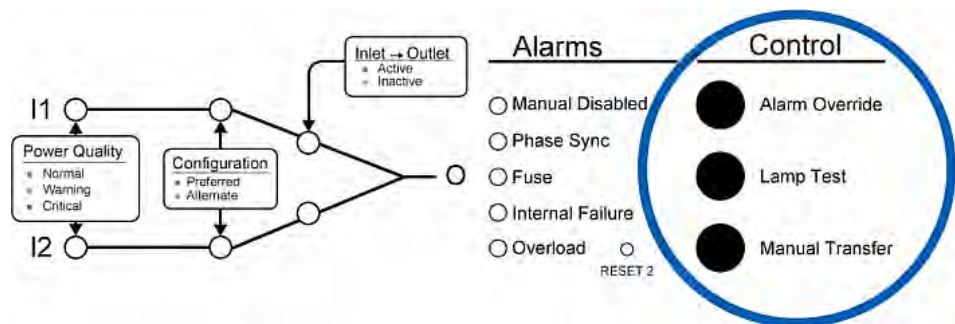 I1
I2
Power Quality
Normal
Warning
Critical
Configuration
Preferred
Alternate
Inlet → Outlet
Active
Inactive
O
Alarms
Manual Disabled
Phase Sync
Fuse
Internal Failure
Overload
RESET 2
Control
Alarm Override
Lamp Test
Manual Transfer